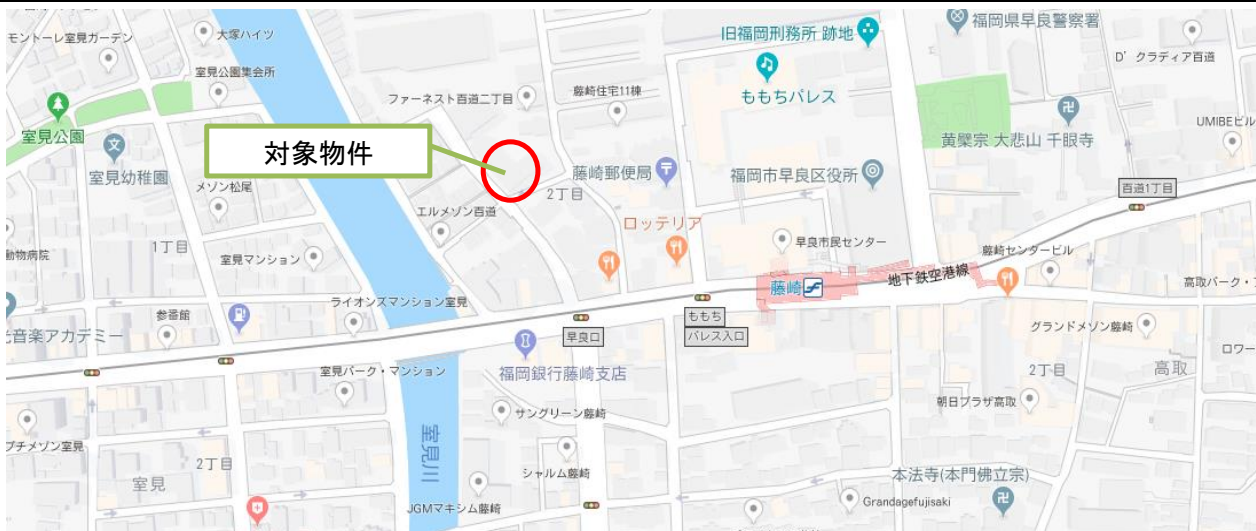 モントーレ室見ガーデン
大塚ハイツ
旧福岡刑務所 跡地
福岡県早良警察署
D'クラディア百道
室見公園集会所
ファーネスト百道二丁目
藤崎住宅11棟
ももちパレス
UMIBEビル
室見公園
対象物件
黄檗宗 大悲山 千眼寺
室見幼稚園
藤崎郵便局
福岡市早良区役所
メゾン松尾
2丁目
百道1丁目
エルメゾン百道
ロッテリア
動物病院
1丁目
室見マンション
早良市民センター
藤崎センタービル
藤崎
地下鉄空港線
高取パーク・
ライオンズマンション室見
参番館
ももち
パレス入口
音楽アカデミー
早良口
グランドメゾン藤崎
ロワー
室見パーク・マンション
福岡銀行藤崎支店
2丁目
高取
サングリーン藤崎
朝日プラザ高取
プチメゾン室見
室見川
2丁目
室見
シャルム藤崎
本法寺(本門佛立宗)
JGMマキシム藤崎
Grandagefujisaki